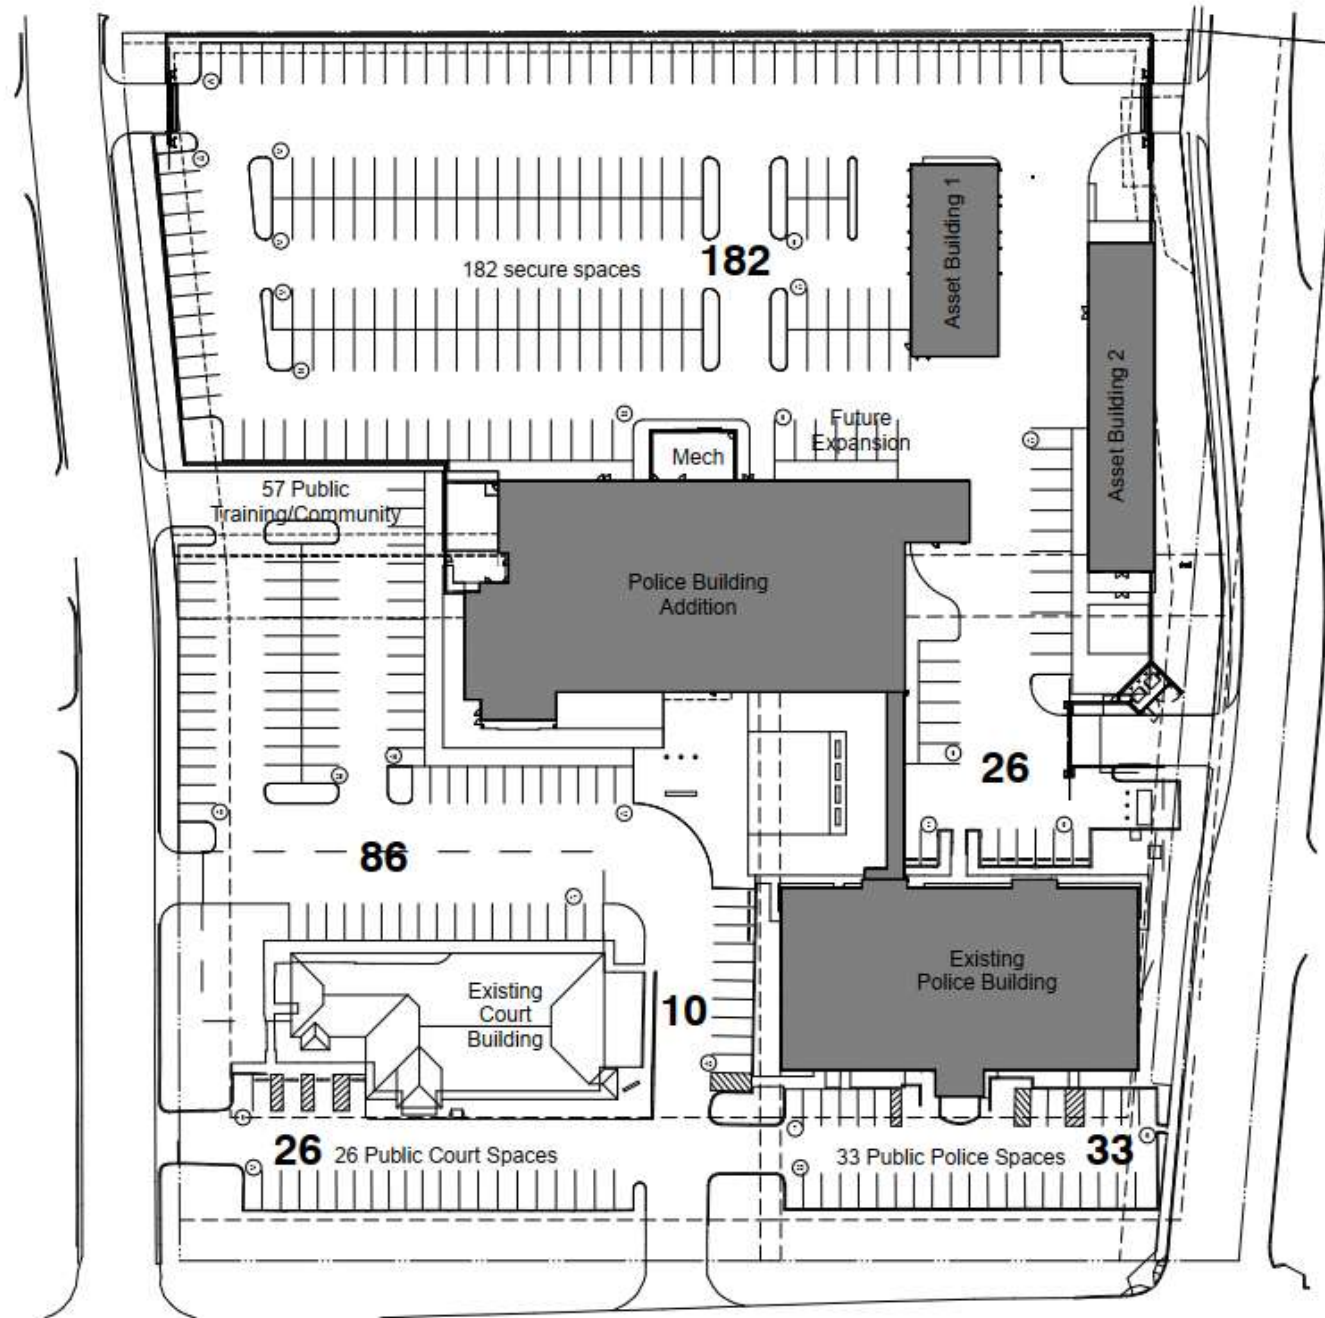 Asset Building 1
182
182 secure spaces
Asset Building 2
Future
Expansion
Mech
57 Public
Training/Community
Police Building
Addition
26
86
Existing
Police Building
Existing
Court
Building
10
26
26 Public Court Spaces
33 Public Police Spaces
33